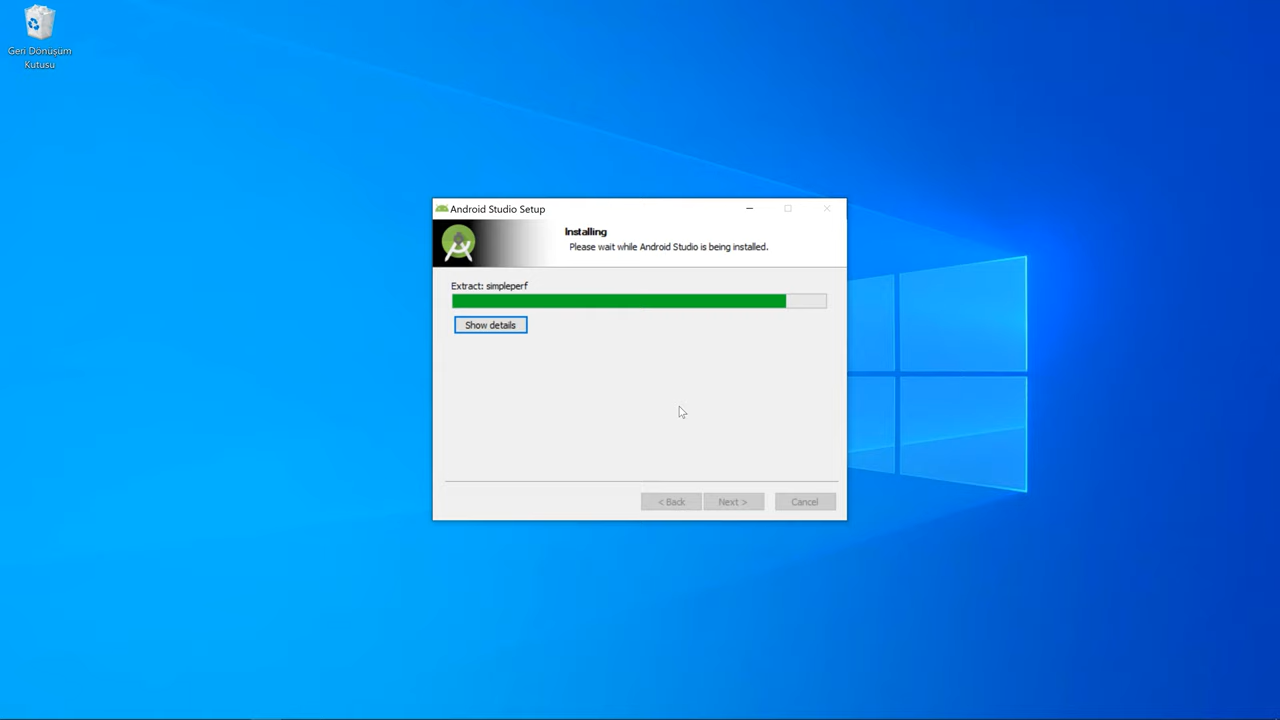 Geri Dönüşüm
Kutusu
Android Studio Setup
Installing
Please wait while Android Studio is being installed.
Extract: simpleperf
Show details
< Back
Next >
Cancel